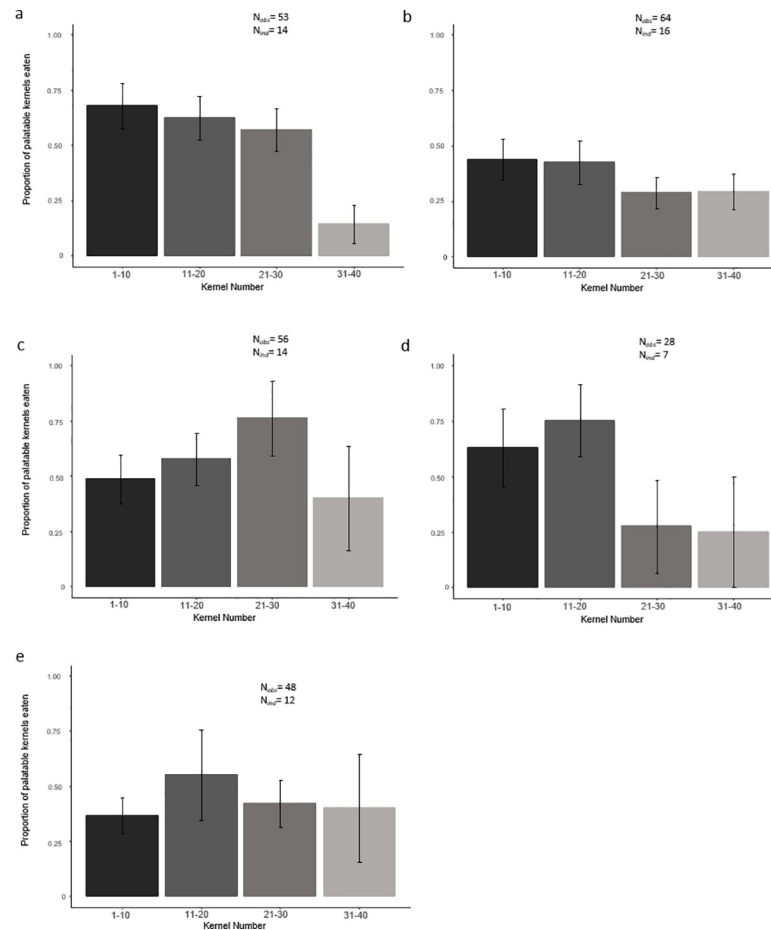 a
N_obs= 53
N_ind= 14
Proportion of palatable kernels eaten
1.00
0.75
0.50
0.25
0
1-10 11-20 21-30 31-40
Kernel Number
b
N_obs= 64
N_ind= 16
1.00
0.75
0.50
0.25
0
1-10 11-20 21-30 31-40
Kernel Number
c
N_obs= 56
N_ind= 14
Proportion of palatable kernels eaten
1.00
0.75
0.50
0.25
0
1-10 11-20 21-30 31-40
Kernel Number
d
N_obs= 28
N_ind= 7
1.00
0.75
0.50
0.25
0
1-10 11-20 21-30 31-40
Kernel Number
e
N_obs= 48
N_ind= 12
Proportion of palatable kernels eaten
1.00
0.75
0.50
0.25
0
1-10 11-20 21-30 31-40
Kernel Number